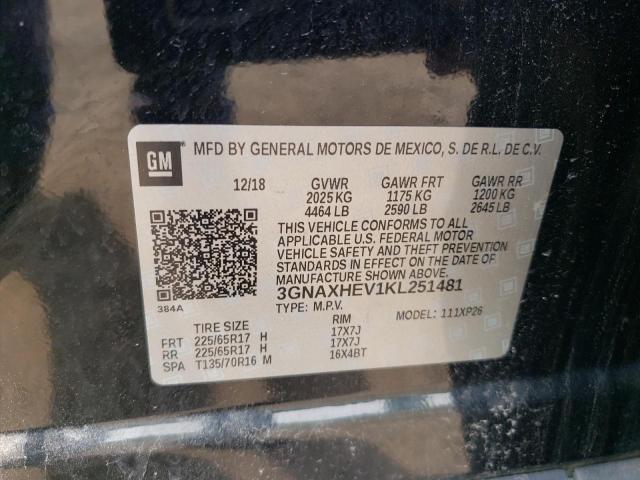 GM
MFD BY GENERAL MOTORS DE MEXICO, S. DE R.L. DE C.V.
12/18 GVWR GAWR FRT GAWR RR
2025 KG 1175 KG 1200 KG
4464 LB 2590 LB 2645 LB
THIS VEHICLE CONFORMS TO ALL
APPLICABLE U.S. FEDERAL MOTOR
VEHICLE SAFETY AND THEFT PREVENTION
STANDARDS IN EFFECT ON THE DATE OF
MANUFACTURE SHOWN ABOVE.
384A
3GNAXHEV1KL251481
TYPE: M.P.V. MODEL: 111XP26
TIRE SIZE RIM
FRT 225/65R17 H 17X7J
RR 225/65R17 H 17X7J
SPA T135/70R16 M 16X4BT